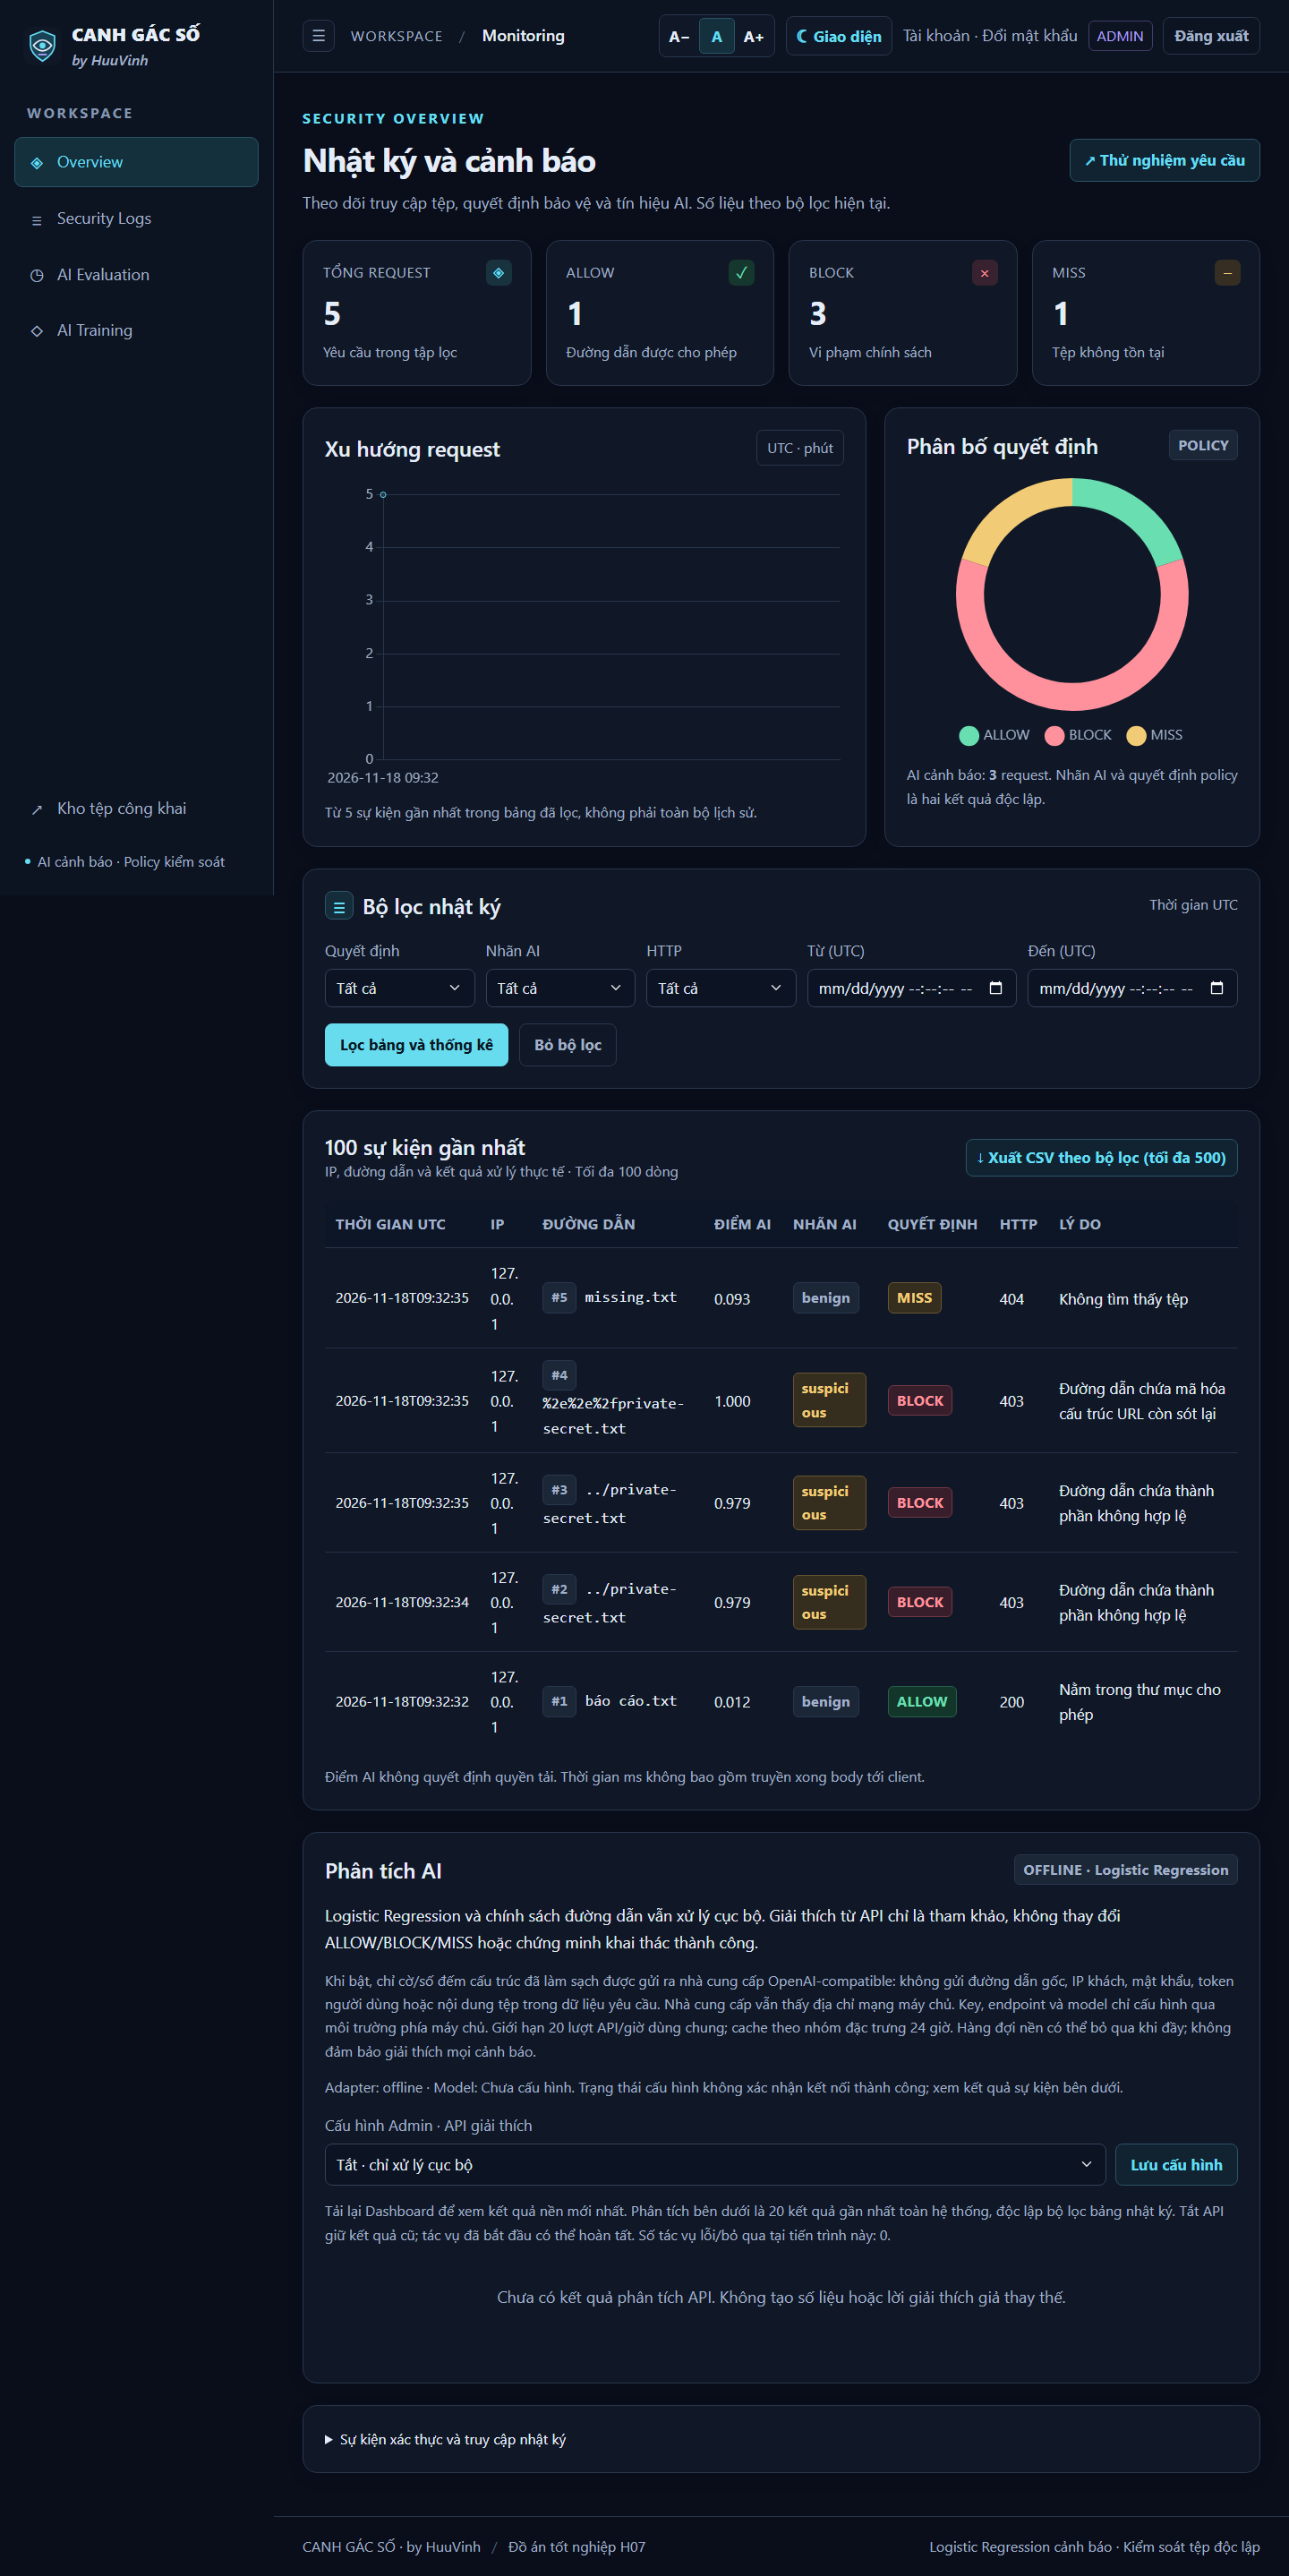 CANH GÁC SỐ
by HuuVinh
WORKSPACE
Overview
Security Logs
AI Evaluation
AI Training
Kho tệp công khai
AI cảnh báo · Policy kiểm soát
WORKSPACE / Monitoring
A− A A+ Giao diện Tài khoản · Đổi mật khẩu ADMIN Đăng xuất
SECURITY OVERVIEW
Nhật ký và cảnh báo
↗ Thử nghiệm yêu cầu
Theo dõi truy cập tệp, quyết định bảo vệ và tín hiệu AI. Số liệu theo bộ lọc hiện tại.
TỔNG REQUEST
5
Yêu cầu trong tập lọc
ALLOW
1
Đường dẫn được cho phép
BLOCK
3
Vi phạm chính sách
MISS
1
Tệp không tồn tại
Xu hướng request
UTC · phút
5
4
3
2
1
0
2026-11-18 09:32
Từ 5 sự kiện gần nhất trong bảng đã lọc, không phải toàn bộ lịch sử.
Phân bố quyết định
POLICY
ALLOW BLOCK MISS
AI cảnh báo: 3 request. Nhãn AI và quyết định policy
là hai kết quả độc lập.
Bộ lọc nhật ký
Thời gian UTC
Quyết định Nhãn AI HTTP Từ (UTC) Đến (UTC)
Tất cả Tất cả Tất cả mm/dd/yyyy --:--:-- -- mm/dd/yyyy --:--:-- --
Lọc bảng và thống kê Bỏ bộ lọc
100 sự kiện gần nhất
IP, đường dẫn và kết quả xử lý thực tế · Tối đa 100 dòng
↓ Xuất CSV theo bộ lọc (tối đa 500)
THỜI GIAN UTC IP ĐƯỜNG DẪN ĐIỂM AI NHÃN AI QUYẾT ĐỊNH HTTP LÝ DO
127.
2026-11-18T09:32:35 0.0. #5 missing.txt 0.093 benign MISS 404 Không tìm thấy tệp
1
127. #4 suspici Đường dẫn chứa mã hóa
2026-11-18T09:32:35 0.0. %2e%2e%2fprivate- 1.000 BLOCK 403
1 secret.txt ous cấu trúc URL còn sót lại
127. #3 ../private- suspici Đường dẫn chứa thành
2026-11-18T09:32:35 0.0. 0.979 BLOCK 403
1 secret.txt ous phần không hợp lệ
127. #2 ../private- suspici Đường dẫn chứa thành
2026-11-18T09:32:34 0.0. 0.979 BLOCK 403
1 secret.txt ous phần không hợp lệ
127. Nằm trong thư mục cho
2026-11-18T09:32:32 0.0. #1 báo cáo.txt 0.012 benign ALLOW 200
1 phép
Điểm AI không quyết định quyền tải. Thời gian ms không bao gồm truyền xong body tới client.
Phân tích AI
OFFLINE · Logistic Regression
Logistic Regression và chính sách đường dẫn vẫn xử lý cục bộ. Giải thích từ API chỉ là tham khảo, không thay đổi
ALLOW/BLOCK/MISS hoặc chứng minh khai thác thành công.
Khi bật, chỉ cờ/số đếm cấu trúc đã làm sạch được gửi ra nhà cung cấp OpenAI-compatible: không gửi đường dẫn gốc, IP khách, mật khẩu, token
người dùng hoặc nội dung tệp trong dữ liệu yêu cầu. Nhà cung cấp vẫn thấy địa chỉ mạng máy chủ. Key, endpoint và model chỉ cấu hình qua
môi trường phía máy chủ. Giới hạn 20 lượt API/giờ dùng chung; cache theo nhóm đặc trưng 24 giờ. Hàng đợi nền có thể bỏ qua khi đầy; không
đảm bảo giải thích mọi cảnh báo.
Adapter: offline · Model: Chưa cấu hình. Trạng thái cấu hình không xác nhận kết nối thành công; xem kết quả sự kiện bên dưới.
Cấu hình Admin · API giải thích
Tắt · chỉ xử lý cục bộ
Lưu cấu hình
Tải lại Dashboard để xem kết quả nền mới nhất. Phân tích bên dưới là 20 kết quả gần nhất toàn hệ thống, độc lập bộ lọc bảng nhật ký. Tắt API
giữ kết quả cũ; tác vụ đã bắt đầu có thể hoàn tất. Số tác vụ lỗi/bỏ qua tại tiến trình này: 0.
Chưa có kết quả phân tích API. Không tạo số liệu hoặc lời giải thích giả thay thế.
▶ Sự kiện xác thực và truy cập nhật ký
CANH GÁC SỐ · by HuuVinh / Đồ án tốt nghiệp H07
Logistic Regression cảnh báo · Kiểm soát tệp độc lập